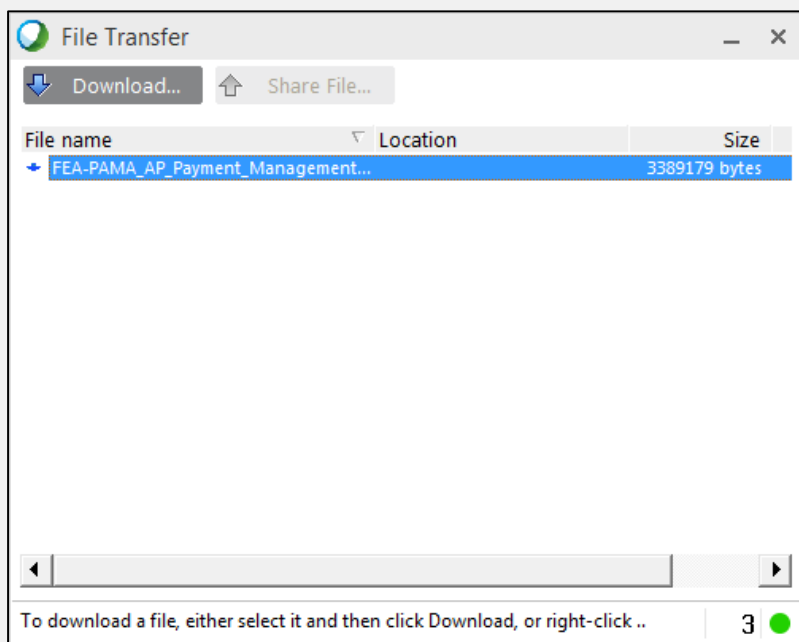 File Transfer
Download... Share File...
File name Location Size
FEA-PAMA_AP_Payment_Management... 3389179 bytes
To download a file, either select it and then click Download, or right-click .. 3